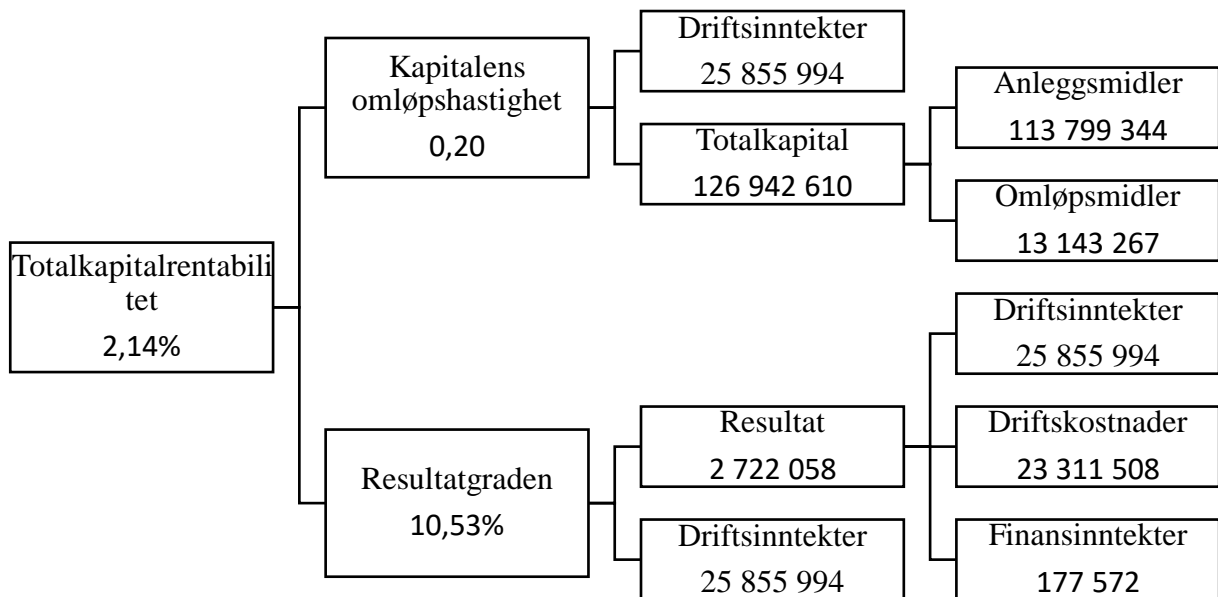 Totalkapitalrentabili
tet
2,14%
Kapitalens
omløpshastighet
0,20
Driftsinntekter
25 855 994
Totalkapital
126 942 610
Anleggsmidler
113 799 344
Omløpsmidler
13 143 267
Resultatgraden
10,53%
Resultat
2 722 058
Driftsinntekter
25 855 994
Driftsinntekter
25 855 994
Driftskostnader
23 311 508
Finansinntekter
177 572